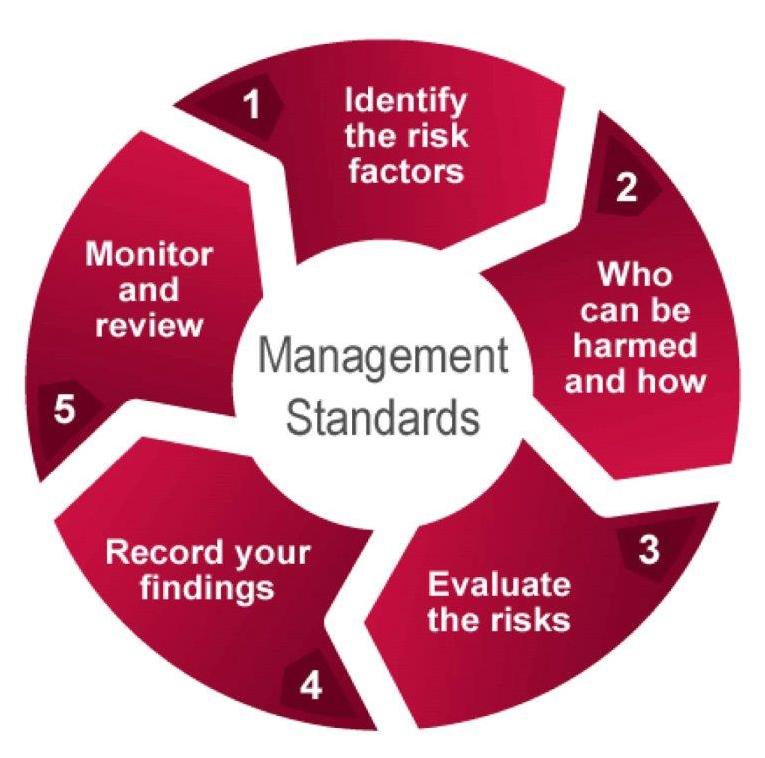 Management
Standards
1
Identify
the risk
factors
2
Who
can be
harmed
and how
3
Evaluate
the risks
4
Record your
findings
5
Monitor
and
review